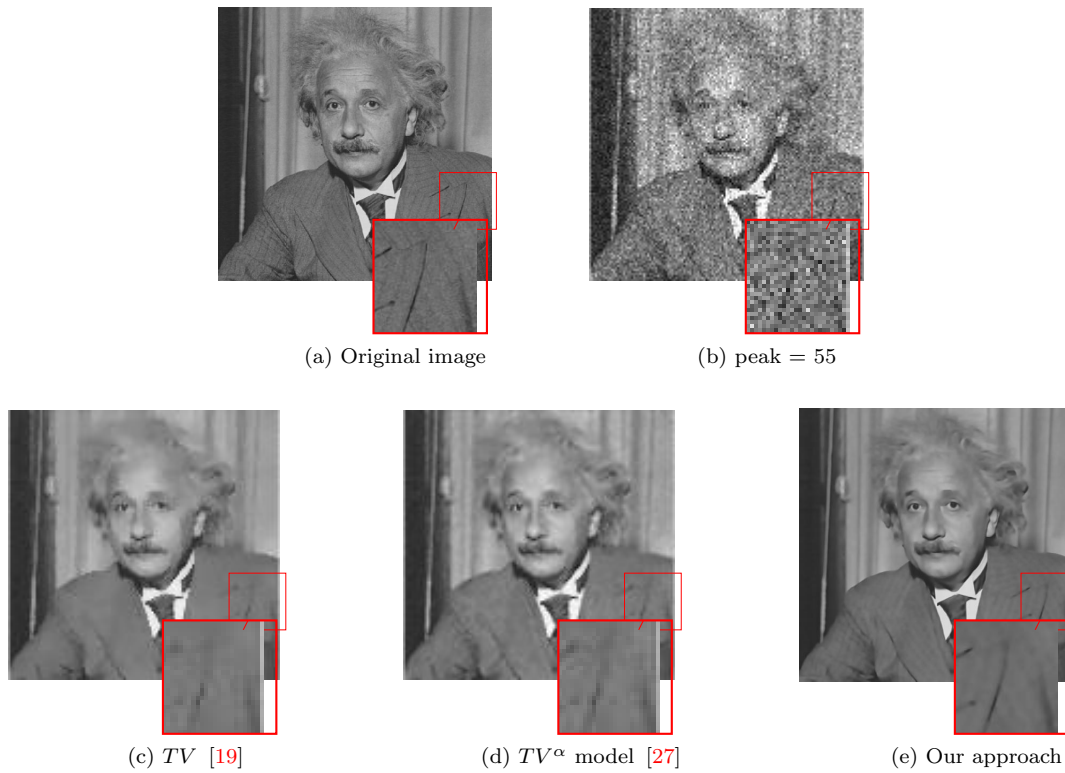 (a) Original image
(b) peak = 55
(c) TV [19]
(d) TV^α model [27]
(e) Our approach